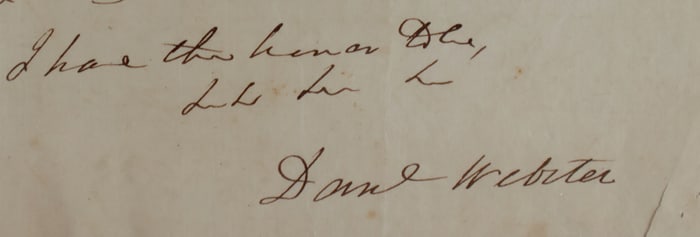 I have the honor to be,
Danl Webster